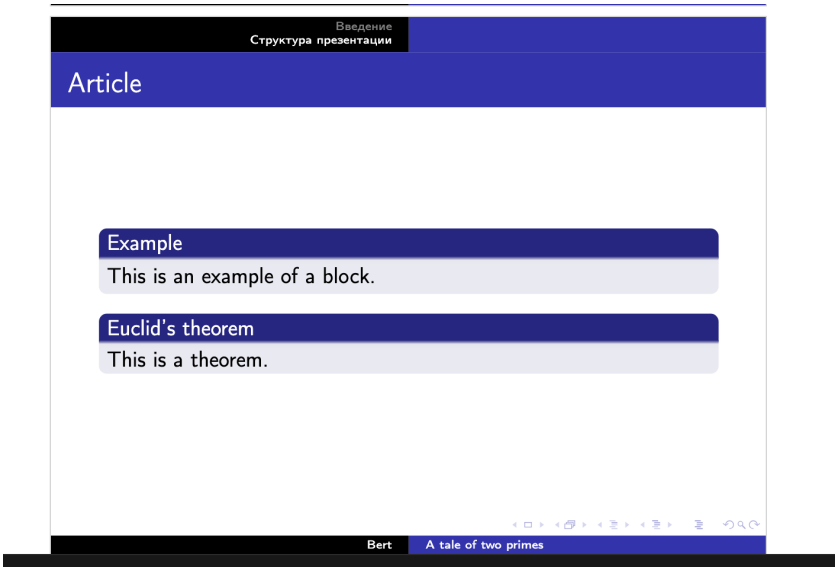 Введение
Структура презентации
Article
Example
This is an example of a block.
Euclid's theorem
This is a theorem.
Bert A tale of two primes